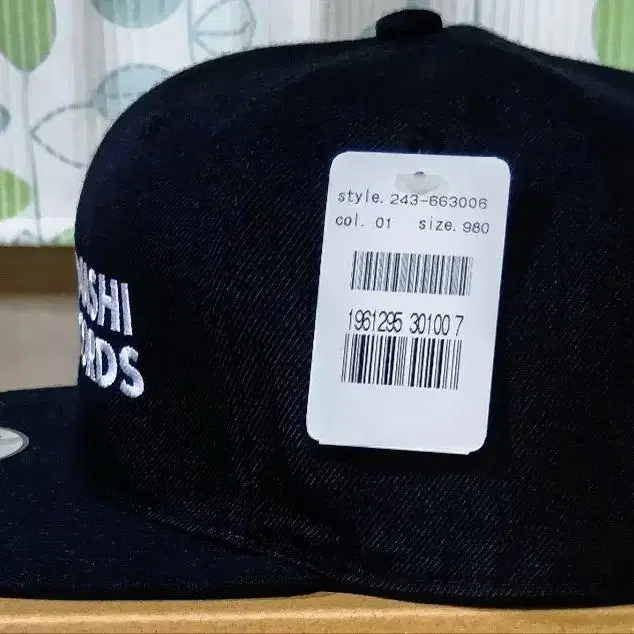 style. 243-663006
col. 01 size. 980
1961295 30100 7